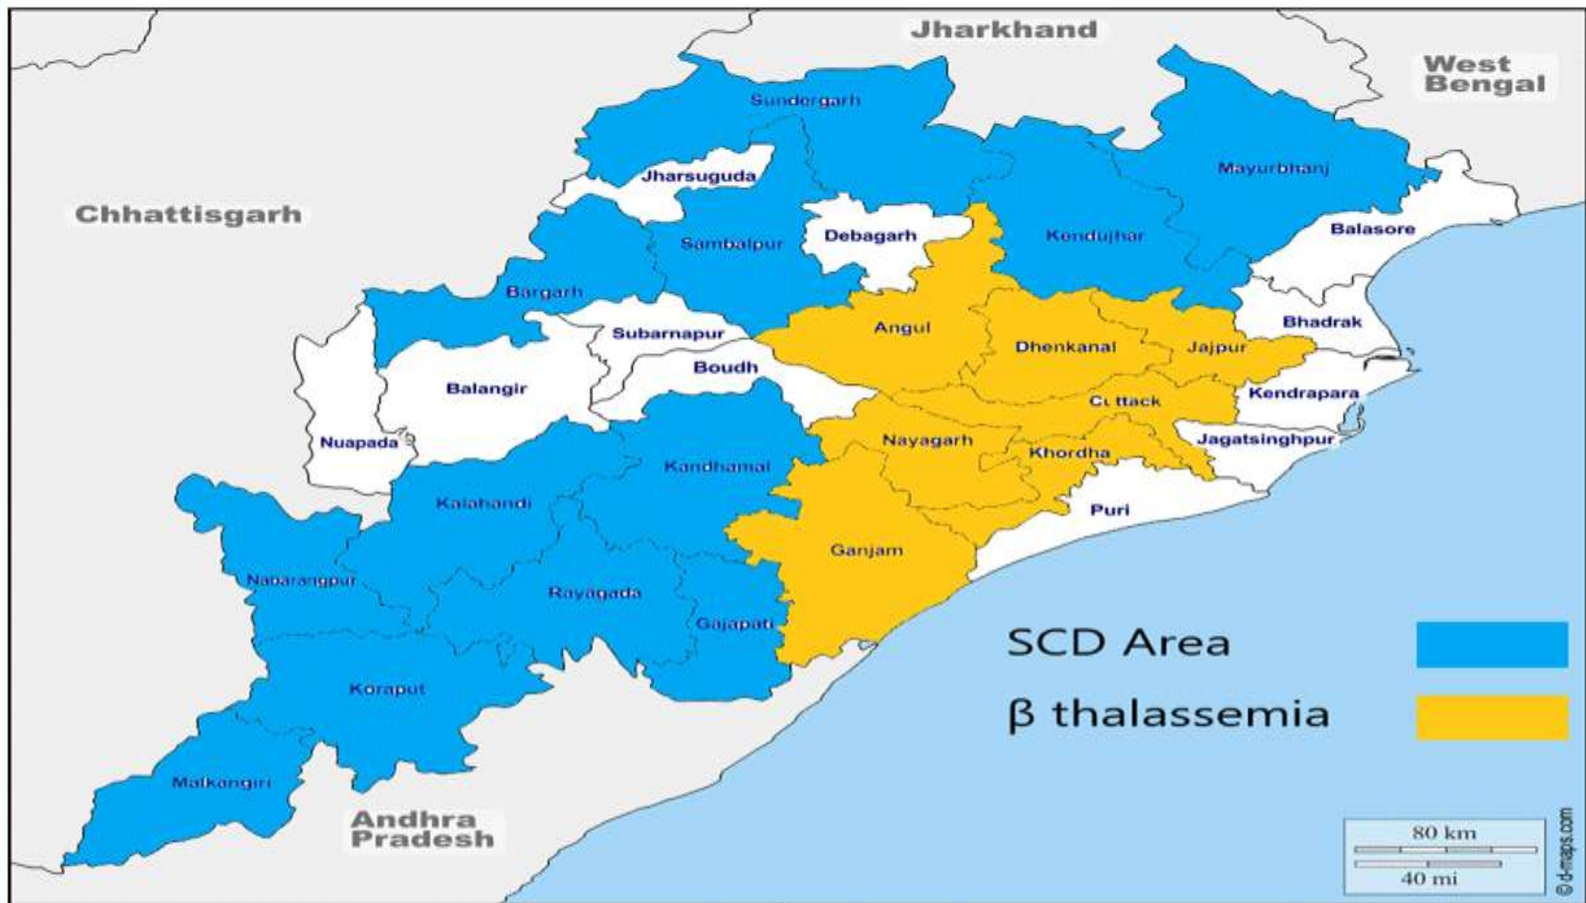 Jharkhand
West
Bengal
Sundergarh
Mayurbhanj
Jharsuguda
Chhattisgarh
Balasore
Debagarh
Kendujhar
Sambalpur
Bargarh
Bhadrak
Angul
Subarnapur
Dhenkanal
Jajpur
Boudh
Balangir
Kendrapara
Cuttack
Nuapada
Nayagarh
Jagatsinghpur
Khordha
Kandhamal
Kalahandi
Puri
Ganjam
Nabarangpur
Rayagada
Gajapati
SCD Area
Koraput
β thalassemia
Malkangiri
Andhra
Pradesh
80 km
40 mi
© d-maps.com